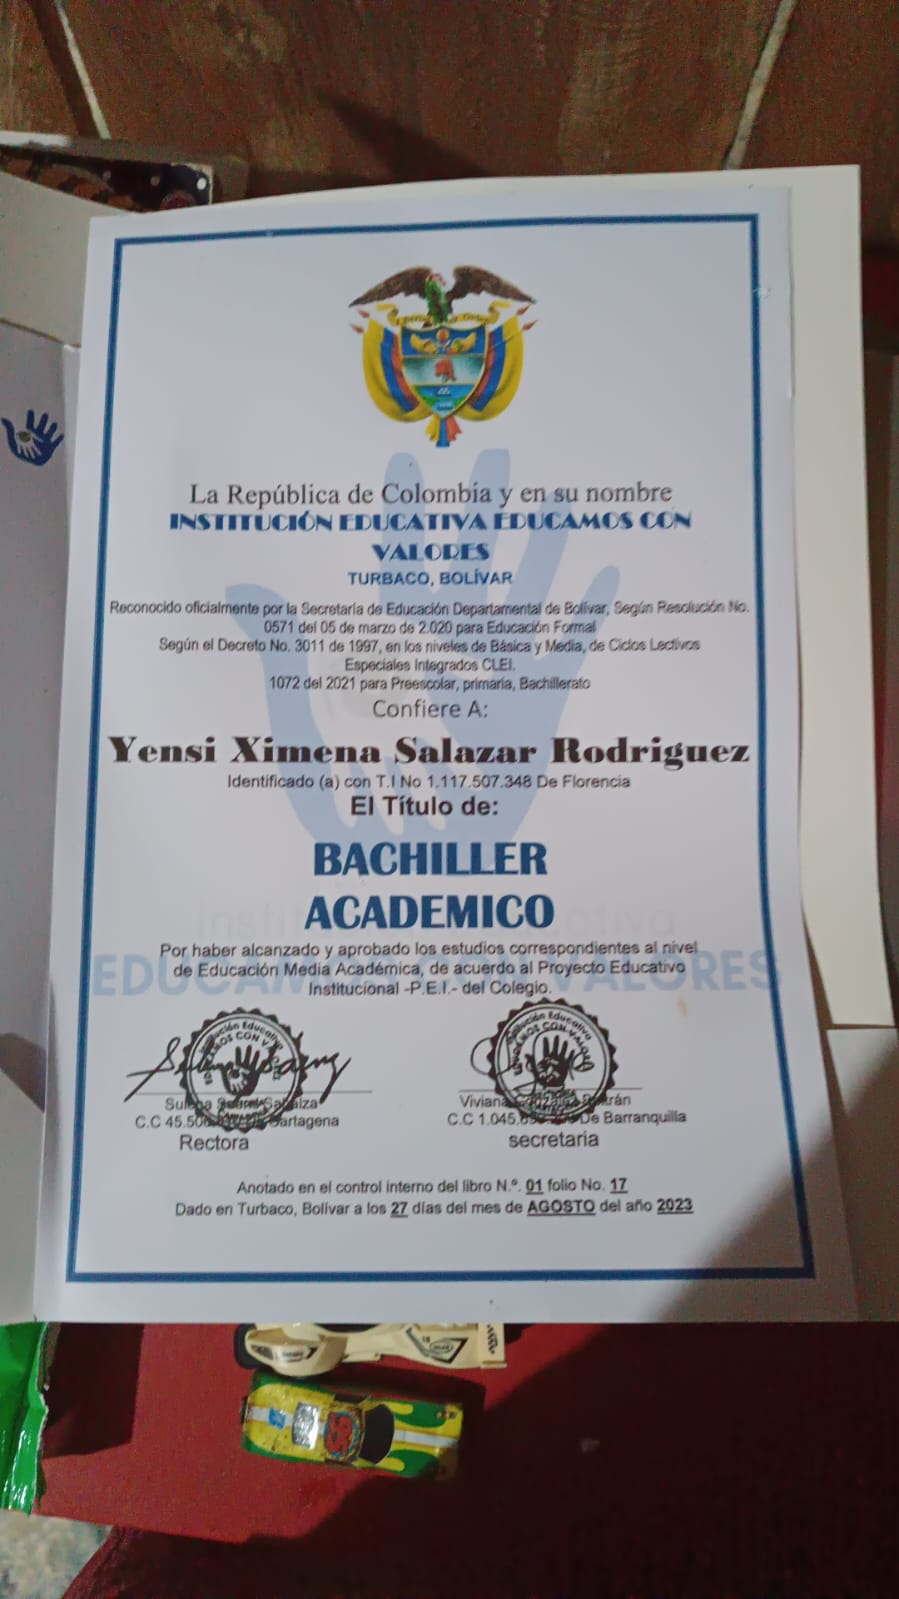 La República de Colombia y en su nombre
INSTITUCIÓN EDUCATIVA EDUCAMOS CON
VALORES
TURBACO, BOLÍVAR
Reconocido oficialmente por la Secretaría de Educación Departamental de Bolívar, Según Resolución No.
0571 del 05 de marzo de 2.020 para Educación Formal
Según el Decreto No. 3011 de 1997, en los niveles de Básica y Media, de Ciclos Lectivos
Especiales Integrados CLEI.
1072 del 2021 para Preescolar, primaria, Bachillerato
Confiere A:
Yensi Ximena Salazar Rodriguez
Identificado (a) con T.I No 1.117.507.348 De Florencia
El Título de:
BACHILLER
ACADEMICO
Por haber alcanzado y aprobado los estudios correspondientes al nivel
de Educación Media Académica, de acuerdo al Proyecto Educativo
Institucional -P.E.I.- del Colegio.
Viviana
C.C De Cartagena
C.C De Barranquilla
Rectora
secretaria
Anotado en el control interno del libro N.º. 01 folio No. 17
Dado en Turbaco, Bolívar a los 27 días del mes de AGOSTO del año 2023